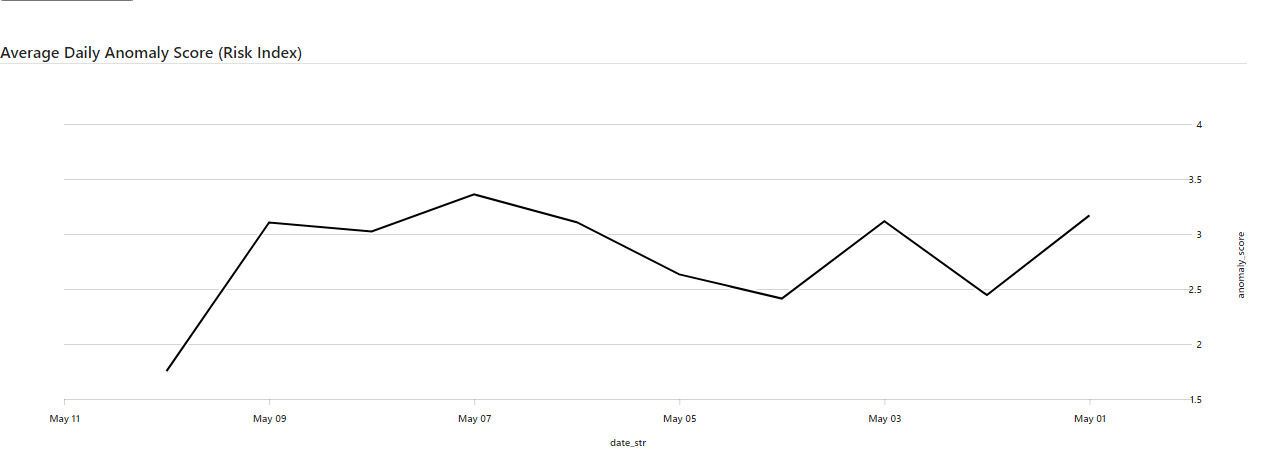 Average Daily Anomaly Score (Risk Index)
4
3.5
3
anomaly_score
2.5
2
1.5
May 11 May 09 May 07 May 05 May 03 May 01
date_str